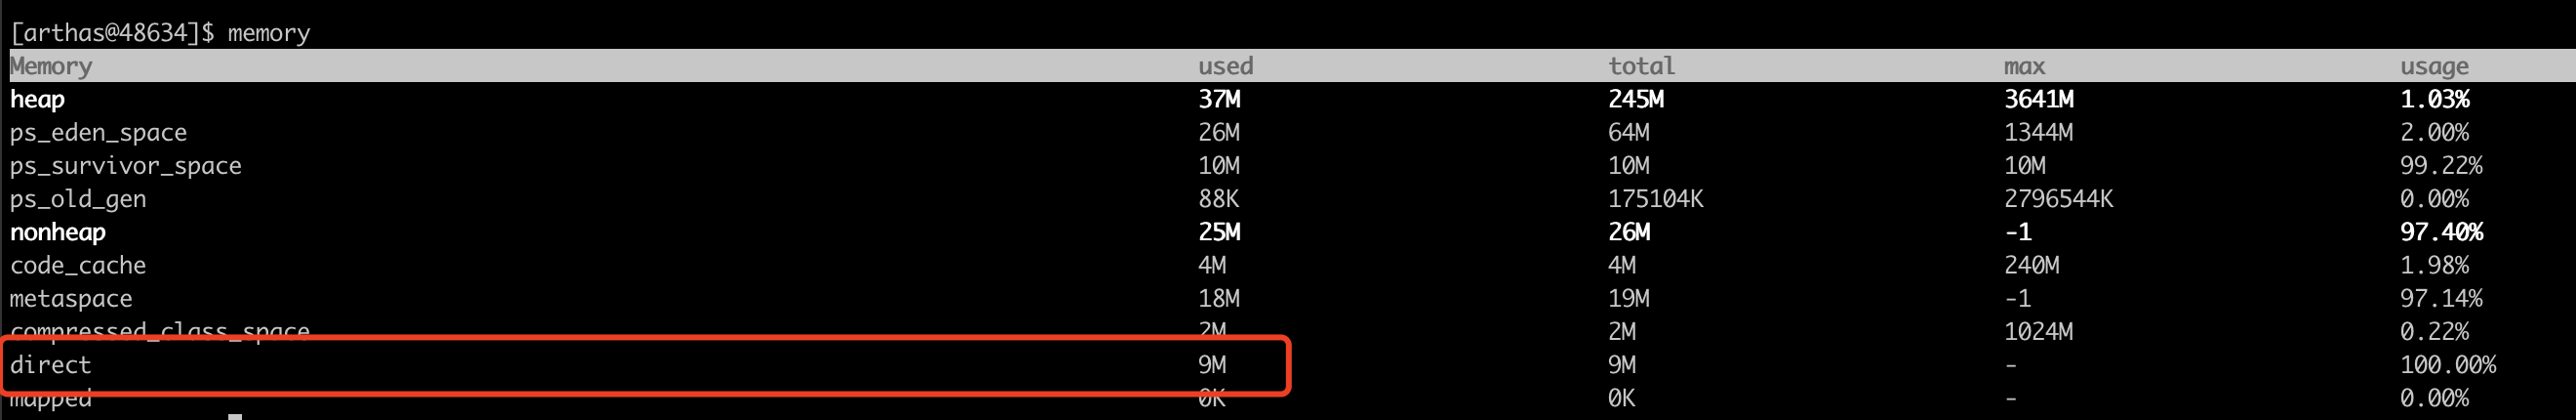 [arthas@48634]$ memory
Memory used total max usage
heap 37M 245M 3641M 1.03%
ps_eden_space 26M 64M 1344M 2.00%
ps_survivor_space 10M 10M 10M 99.22%
ps_old_gen 88K 175104K 2796544K 0.00%
nonheap 25M 26M -1 97.40%
code_cache 4M 4M 240M 1.98%
metaspace 18M 19M -1 97.14%
compressed_class_space 2M 2M 1024M 0.22%
direct 9M 9M - 100.00%
mapped 0K 0K - 0.00%